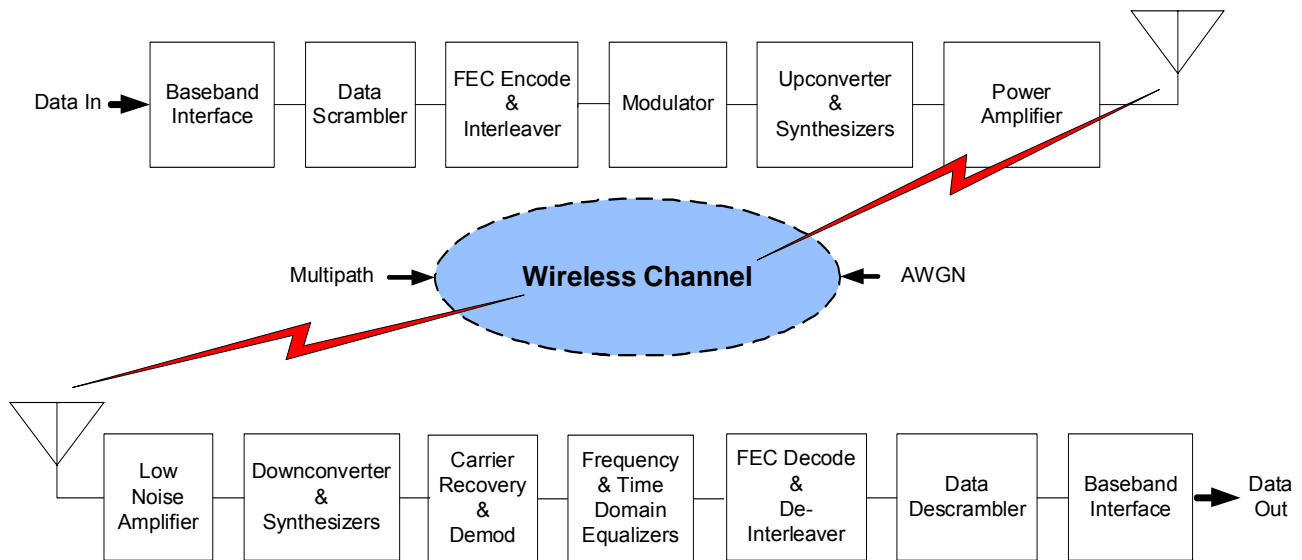 Data In
Baseband
Interface
Data
Scrambler
FEC Encode
&
Interleaver
Modulator
Upconverter
&
Synthesizers
Power
Amplifier
Multipath
Wireless Channel
AWGN
Low
Noise
Amplifier
Downconverter
&
Synthesizers
Carrier
Recovery
&
Demod
Frequency
& Time
Domain
Equalizers
FEC Decode
&
De-
Interleaver
Data
Descrambler
Baseband
Interface
Data
Out